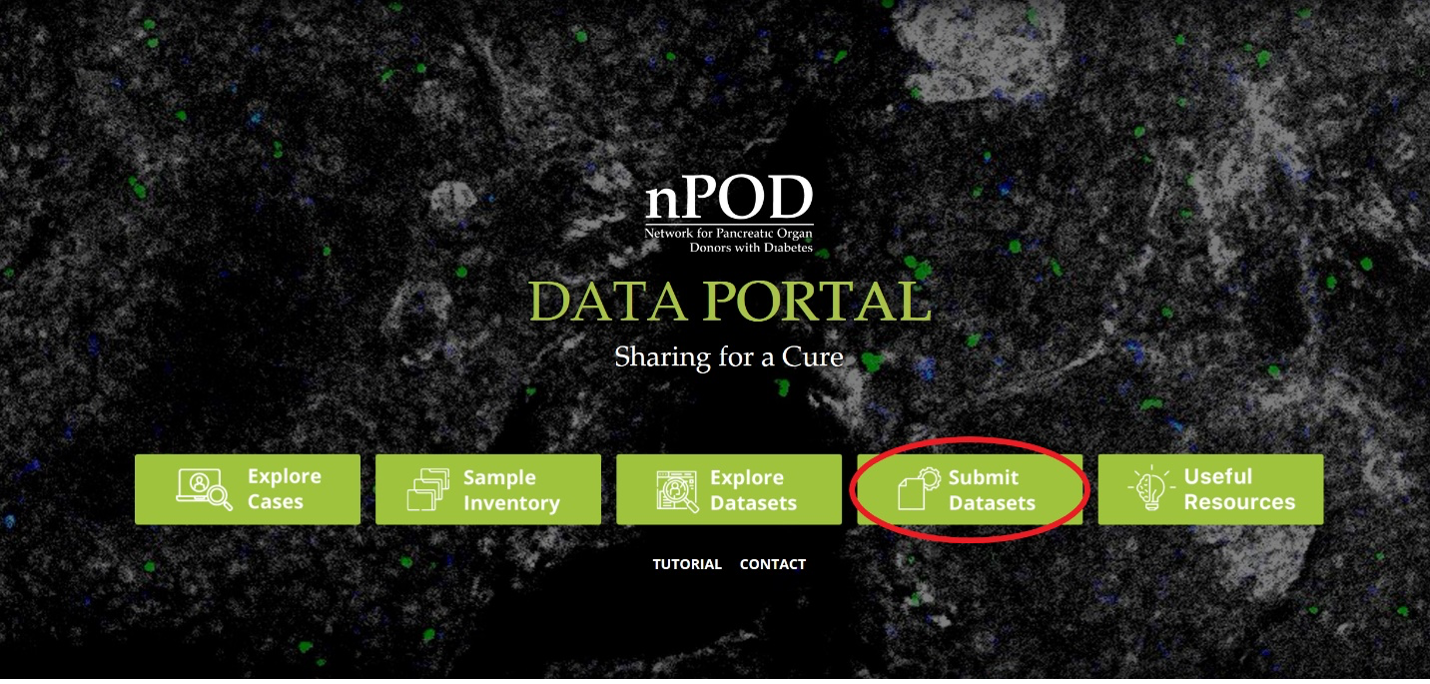 nPOD
Network for Pancreatic Organ
Donors with Diabetes
DATA PORTAL
Sharing for a Cure
Explore
Cases
Sample
Inventory
Explore
Datasets
Submit
Datasets
Useful
Resources
TUTORIAL CONTACT